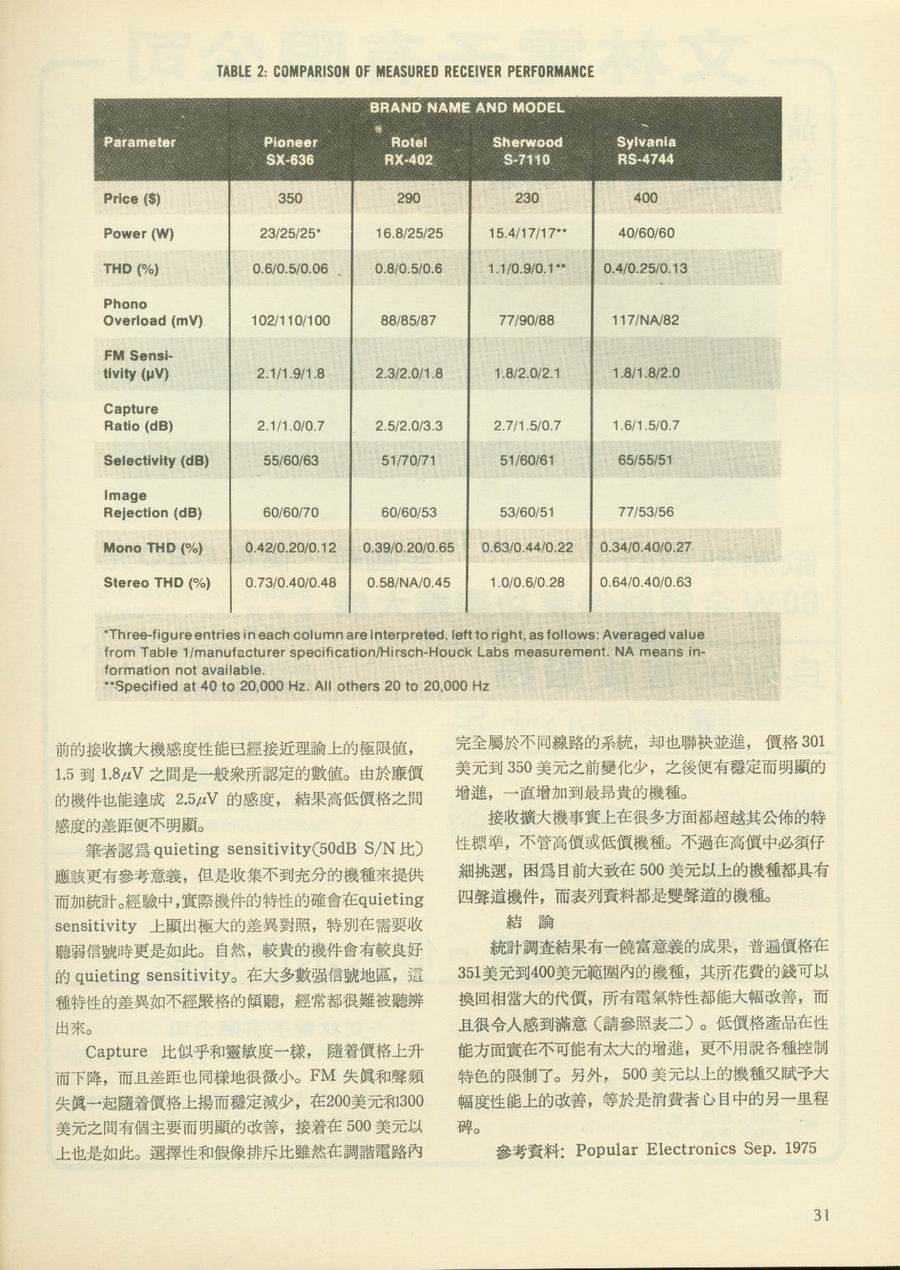 TABLE 2: COMPARISON OF MEASURED RECEIVER PERFORMANCE
BRAND NAME AND MODEL
Parameter Pioneer SX-636 Rotel RX-402 Sherwood S-7110 Sylvania RS-4744
Price ($) 350 290 230 400
Power (W) 23/25/25* 16.8/25/25 15.4/17/17** 40/60/60
THD (%) 0.6/0.5/0.06 0.8/0.5/0.6 1.1/0.9/0.1** 0.4/0.25/0.13
Phono
Overload (mV) 102/110/100 88/85/87 77/90/88 117/NA/82
FM Sensi-
tivity (µV) 2.1/1.9/1.8 2.3/2.0/1.8 1.8/2.0/2.1 1.8/1.8/2.0
Capture
Ratio (dB) 2.1/1.0/0.7 2.5/2.0/3.3 2.7/1.5/0.7 1.6/1.5/0.7
Selectivity (dB) 55/60/63 51/70/71 51/60/61 65/55/51
Image
Rejection (dB) 60/60/70 60/60/53 53/60/51 77/53/56
Mono THD (%) 0.42/0.20/0.12 0.39/0.20/0.65 0.63/0.44/0.22 0.34/0.40/0.27
Stereo THD (%) 0.73/0.40/0.48 0.58/NA/0.45 1.0/0.6/0.28 0.64/0.40/0.63
*Three-figure entries in each column are interpreted, left to right, as follows: Averaged value
from Table 1/manufacturer specification/Hirsch-Houck Labs measurement. NA means in-
formation not available.
**Specified at 40 to 20,000 Hz. All others 20 to 20,000 Hz
前的接收擴大機感度性能已經接近理論上的極限値，
1.5 到 1.8µV 之間是一般衆所認定的數値。由於廉價
的機件也能達成 2.5µV 的感度， 結果高低價格之間
感度的差距便不明顯。
筆者認爲 quieting sensitivity(50dB S/N 比)
應該更有參考意義，但是收集不到充分的機種來提供
而加統計。經驗中，實際機件的特性的確會在quieting
sensitivity 上顯出極大的差異對照，特別在需要收
聽弱信號時更是如此。自然，較貴的機件會有較良好
的 quieting sensitivity。在大多數强信號地區，這
種特性的差異如不經嚴格的傾聽，經常都很難被聽辨
出來。
Capture 比似乎和靈敏度一樣， 隨着價格上升
而下降，而且差距也同樣地很微小。FM 失眞和聲頻
失眞一起隨着價格上揚而穩定減少，在200美元和300
美元之間有個主要而明顯的改善，接着在 500 美元以
上也是如此。選擇性和假像排斥比雖然在調諧電路內
完全屬於不同線路的系統，却也聯袂並進， 價格 301
美元到 350 美元之前變化少，之後便有穩定而明顯的
增進，一直增加到最昂貴的機種。
接收擴大機事實上在很多方面都超越其公佈的特
性標準，不管高價或低價機種。不過在高價中必須仔
細挑選，因爲目前大致在 500 美元以上的機種都具有
四聲道機件，而表列資料都是雙聲道的機種。
結 論
統計調査結果有一饒富意義的成果，普遍價格在
351美元到400美元範圍內的機種，其所花費的錢可以
換回相當大的代價，所有電氣特性都能大幅改善，而
且很令人感到滿意（請參照表二）。低價格產品在性
能方面實在不可能有太大的增進，更不用說各種控制
特色的限制了。另外， 500 美元以上的機種又賦予大
幅度性能上的改善，等於是消費者心目中的另一里程
碑。
參考資料: Popular Electronics Sep. 1975
31